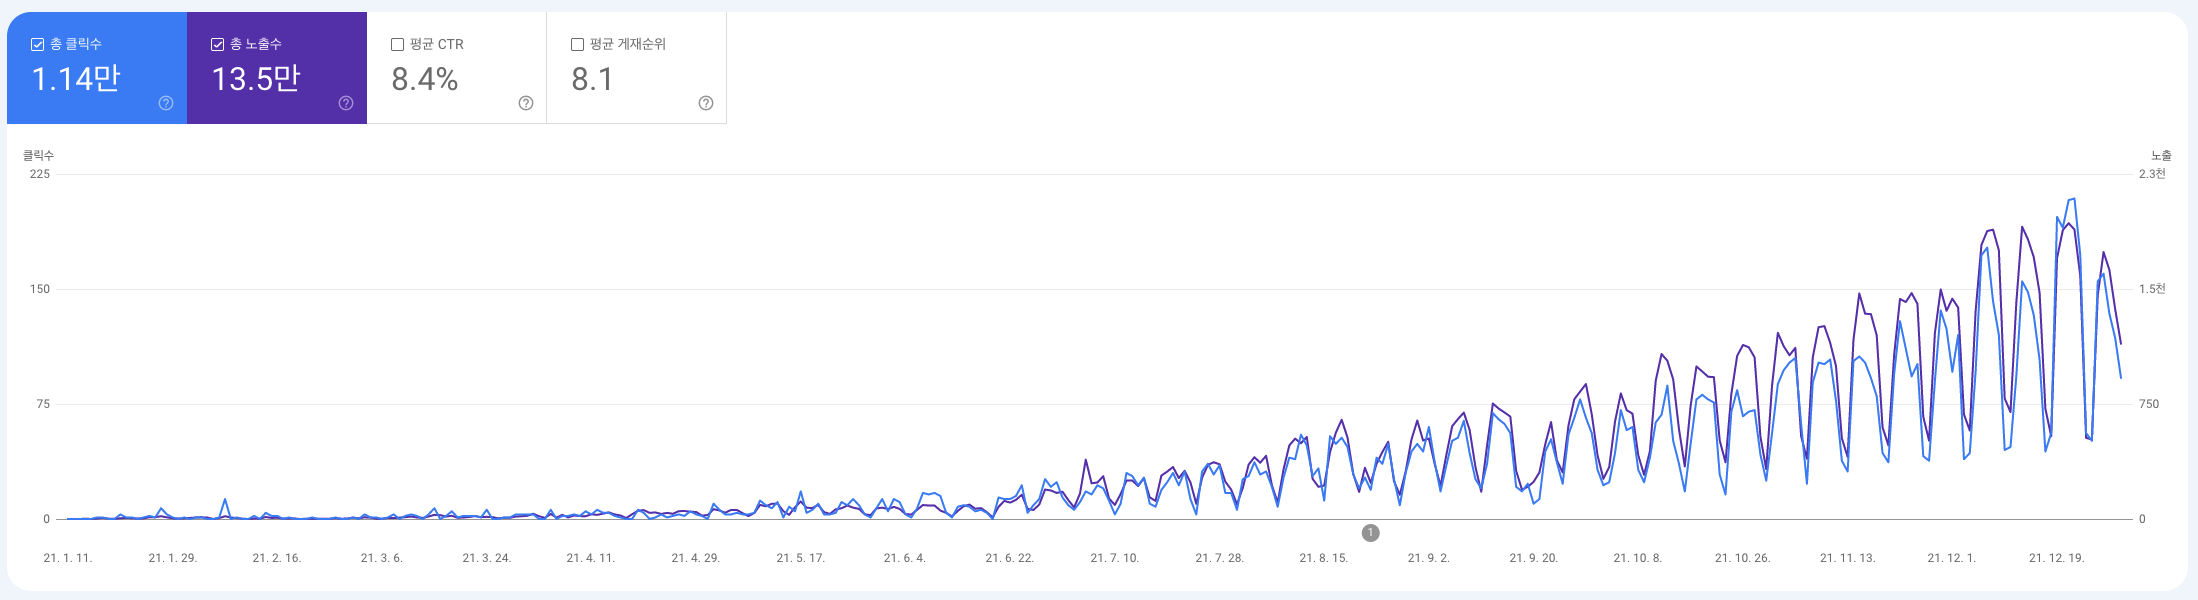 총 클릭수
1.14만
총 노출수
13.5만
평균 CTR
8.4%
평균 게재순위
8.1
클릭수
노출
225
2.3천
150
1.5천
75
750
0
0
1
21. 1. 11.
21. 1. 29.
21. 2. 16.
21. 3. 6.
21. 3. 24.
21. 4. 11.
21. 4. 29.
21. 5. 17.
21. 6. 4.
21. 6. 22.
21. 7. 10.
21. 7. 28.
21. 8. 15.
21. 9. 2.
21. 9. 20.
21. 10. 8.
21. 10. 26.
21. 11. 13.
21. 12. 1.
21. 12. 19.